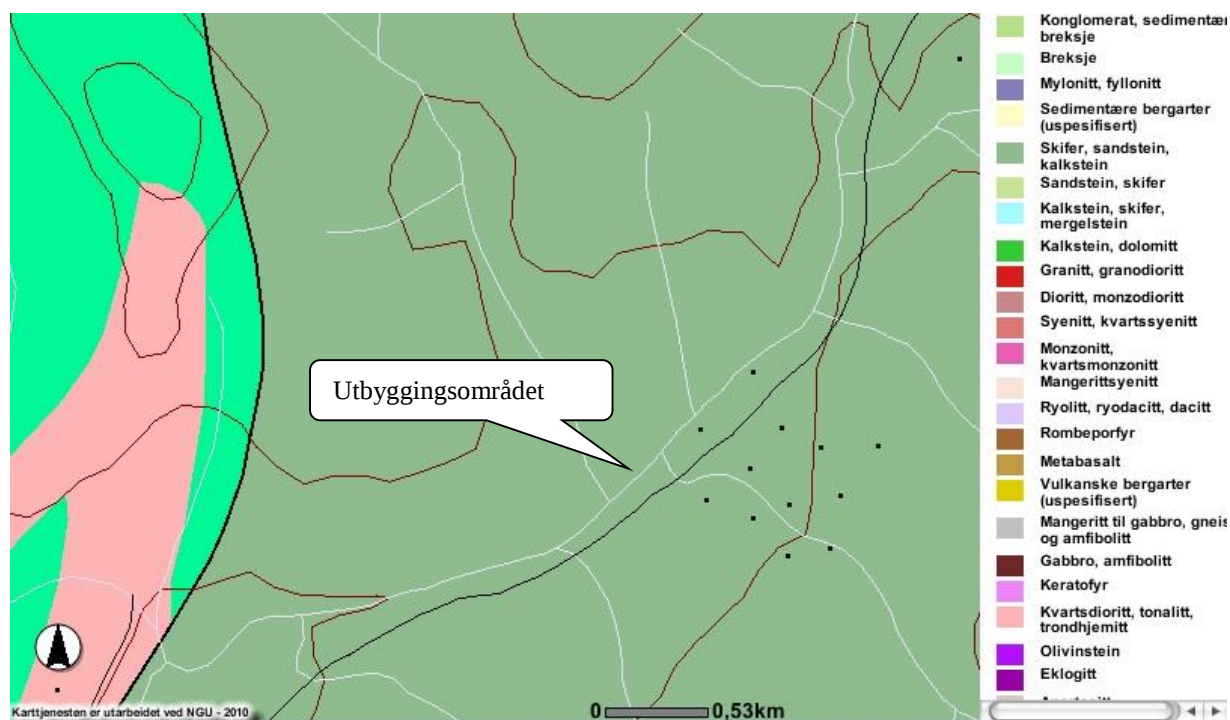 Utbyggingsområdet
Karttjenesten er utarbeidet ved NGU - 2010
0
0,53km
Konglomerat, sedimentær
breksje
Breksje
Mylonitt, fyllonitt
Sedimentære bergarter
(uspesifisert)
Skifer, sandstein,
kalkstein
Sandstein, skifer
Kalkstein, skifer,
mergelstein
Kalkstein, dolomitt
Granitt, granodioritt
Dioritt, monzodioritt
Syenitt, kvartssyenitt
Monzonitt,
kvartsmonzonitt
Mangerittsyenitt
Ryolitt, ryodacitt, dacitt
Rombeporfyr
Metabasalt
Vulkanske bergarter
(uspesifisert)
Mangeritt til gabbro, gneis
og amfibolitt
Gabbro, amfibolitt
Keratofyr
Kvartsdioritt, tonalitt,
trondhjemitt
Olivinstein
Eklogitt